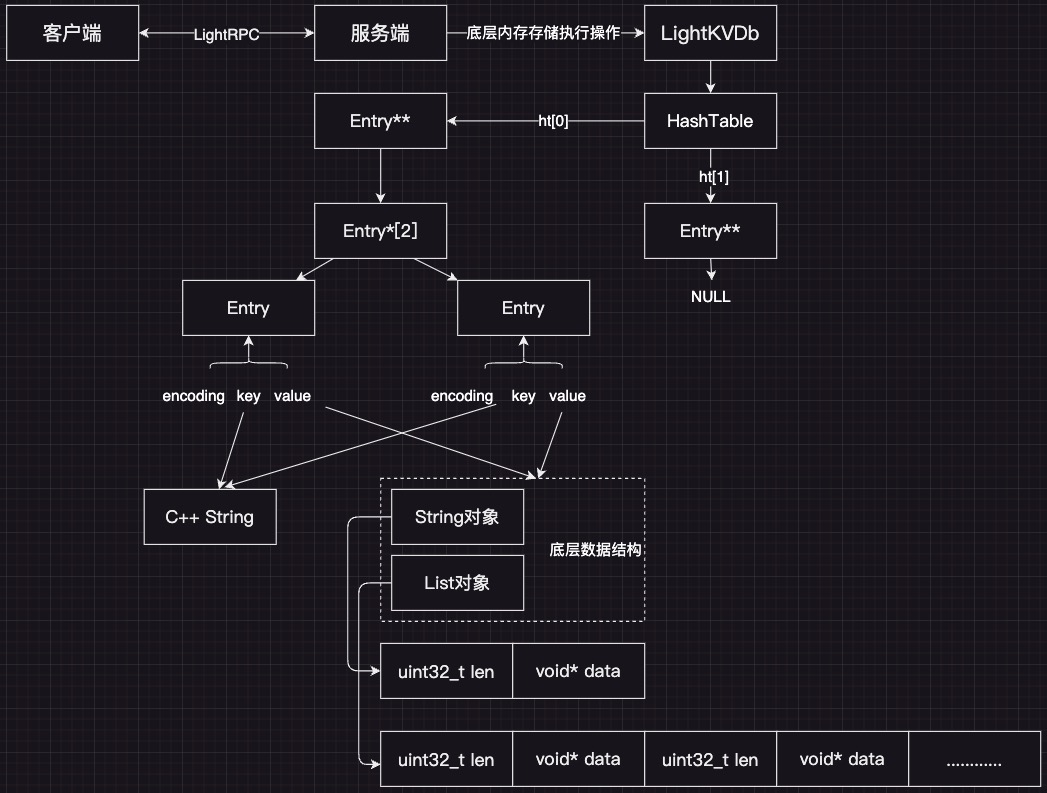 客户端
LightRPC
服务端
底层内存存储执行操作
LightKVDb
Entry**
ht[0]
HashTable
ht[1]
Entry*[2]
Entry**
Entry
Entry
NULL
encoding key value
encoding key value
C++ String
String对象
底层数据结构
List对象
uint32_t len
void* data
uint32_t len
void* data
uint32_t len
void* data
............